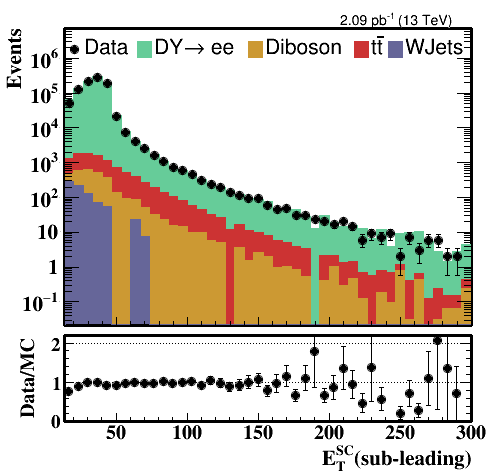 2.09 pb⁻¹ (13 TeV)
Data DY→ ee Diboson tt̄ WJets
Events
10⁶
10⁵
10⁴
10³
10²
10
1
10⁻¹
Data/MC
2
1
0
50 100 150 200 250 300
E_T^SC(sub-leading)